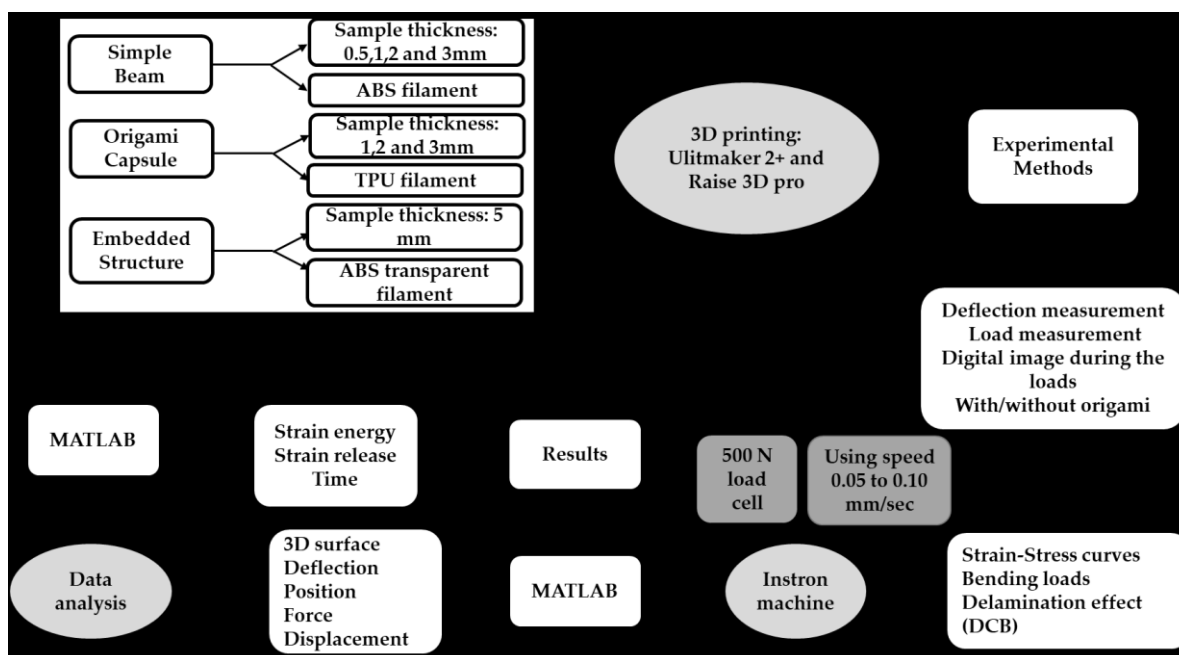 Simple
Beam
Sample thickness:
0.5,1,2 and 3mm
ABS filament
Origami
Capsule
Sample thickness:
1,2 and 3mm
TPU filament
Embedded
Structure
Sample thickness: 5
mm
ABS transparent
filament
3D printing:
Ulitmaker 2+ and
Raise 3D pro
Experimental
Methods
Deflection measurement
Load measurement
Digital image during the
loads
With/without origami
MATLAB
Strain energy
Strain release
Time
Results
500 N
load
cell
Using speed
0.05 to 0.10
mm/sec
Data
analysis
3D surface
Deflection
Position
Force
Displacement
MATLAB
Instron
machine
Strain-Stress curves
Bending loads
Delamination effect
(DCB)